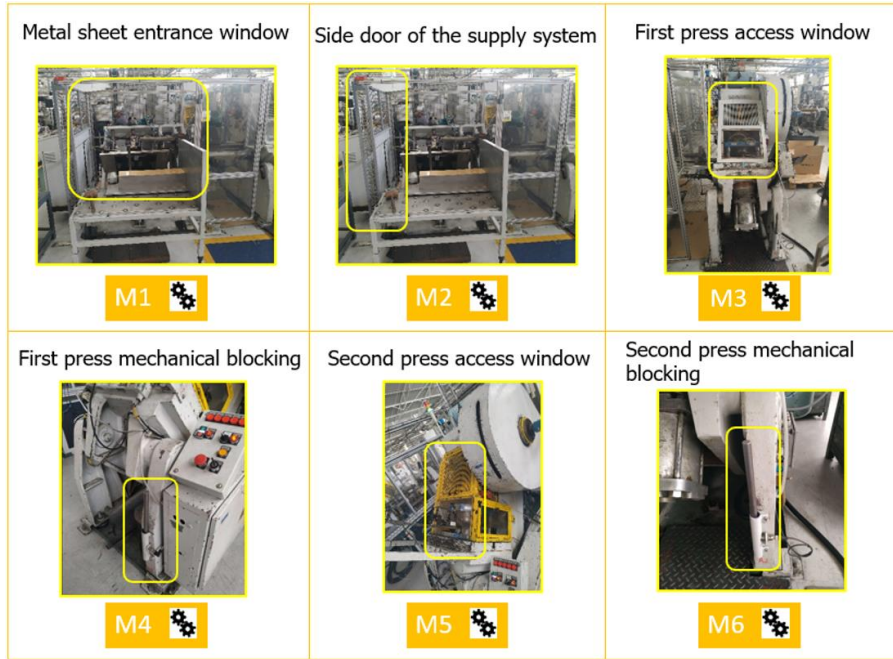 Metal sheet entrance window
Side door of the supply system
First press access window
M1
M2
M3
First press mechanical blocking
Second press access window
Second press mechanical
blocking
M4
M5
M6